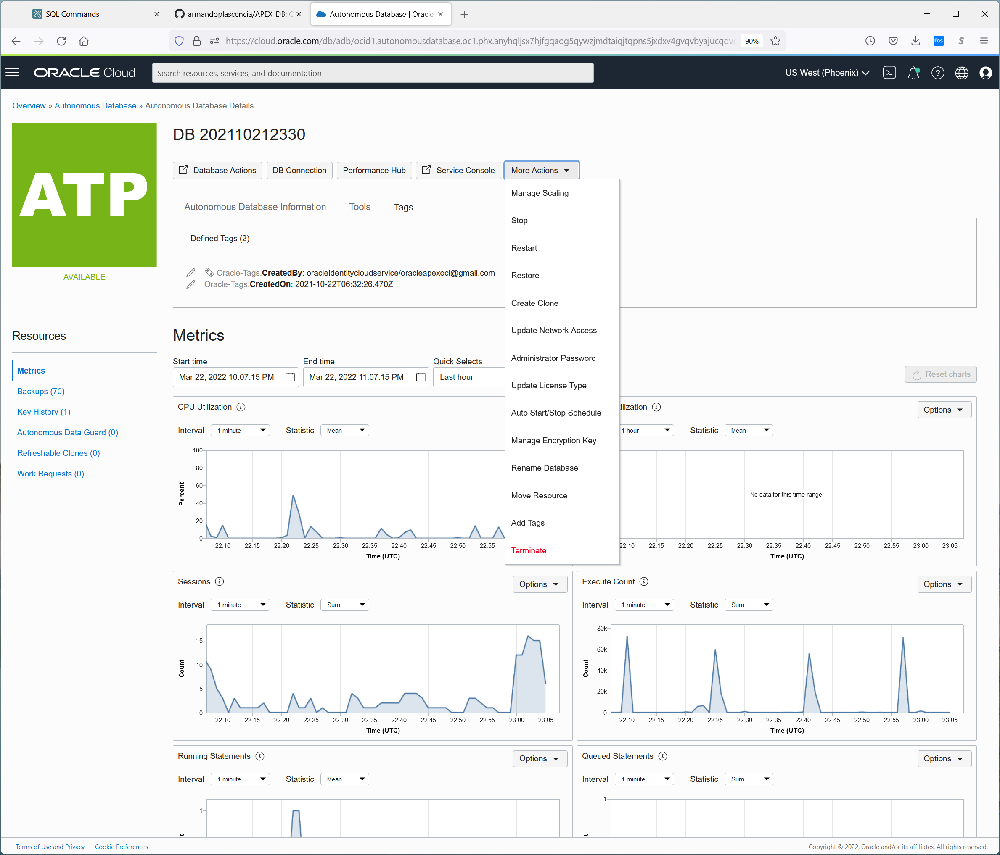 SQL Commands
armandoplascencia/APEX_DB: O
Autonomous Database | Oracle
https://cloud.oracle.com/db/adb/ocid1.autonomousdatabase.oc1.phx.anyhqljsx7hjfgqaog5qywzjmdtaiqjtqpns5jxdxv4gvqvbyajucqdvc
90%
fos
S
ORACLE Cloud
Search resources, services, and documentation
US West (Phoenix)
Overview » Autonomous Database » Autonomous Database Details
ATP
AVAILABLE
DB 202110212330
Database Actions
DB Connection
Performance Hub
Service Console
More Actions
Manage Scaling
Stop
Restart
Restore
Create Clone
Update Network Access
Administrator Password
Update License Type
Auto Start/Stop Schedule
Manage Encryption Key
Rename Database
Move Resource
Add Tags
Terminate
Autonomous Database Information
Tools
Tags
Defined Tags (2)
Oracle-Tags.CreatedBy: oracleidentitycloudservice/oracleapexoci@gmail.com
Oracle-Tags.CreatedOn: 2021-10-22T06:32:26.470Z
Resources
Metrics
Backups (70)
Key History (1)
Autonomous Data Guard (0)
Refreshable Clones (0)
Work Requests (0)
Metrics
Start time
Mar 22, 2022 10:07:15 PM
End time
Mar 22, 2022 11:07:15 PM
Quick Selects
Last hour
Reset charts
CPU Utilization
Interval 1 minute Statistic Mean
100
80
60
40
20
0
Percent
22:10 22:15 22:20 22:25 22:30 22:35 22:40 22:45 22:50 22:55
Time (UTC)
ilization
Options
1 hour Statistic Mean
No data for this time range.
22:10 22:15 22:20 22:25 22:30 22:35 22:40 22:45 22:50 22:55 23:00 23:05
Time (UTC)
Sessions
Options
Interval 1 minute Statistic Sum
15
10
5
0
Count
22:10 22:15 22:20 22:25 22:30 22:35 22:40 22:45 22:50 22:55 23:00 23:05
Time (UTC)
Execute Count
Options
Interval 1 minute Statistic Sum
80k
60k
40k
20k
0
Count
22:10 22:15 22:20 22:25 22:30 22:35 22:40 22:45 22:50 22:55 23:00 23:05
Time (UTC)
Running Statements
Options
Interval 1 minute Statistic Mean
1
Queued Statements
Options
Interval 1 minute Statistic Sum
1
Terms of Use and Privacy
Cookie Preferences
Copyright © 2022, Oracle and/or its affiliates. All rights reserved.